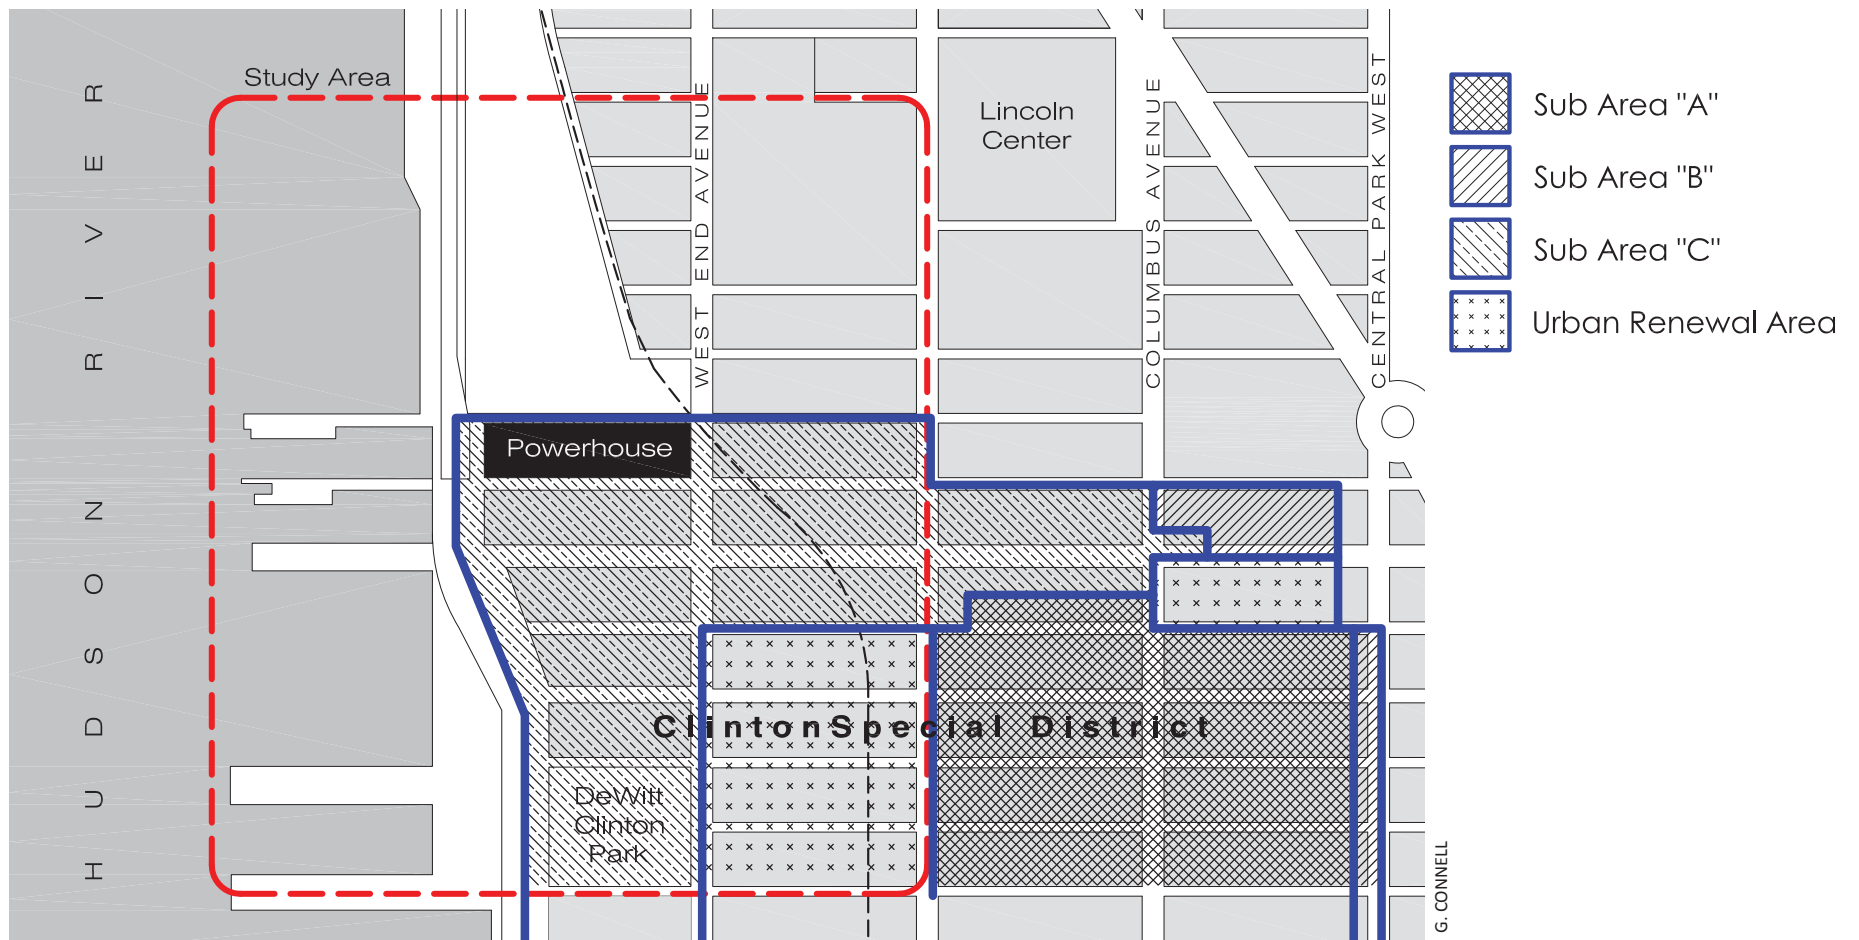 Study Area
HUDSON RIVER
WEST END AVENUE
Lincoln
Center
COLUMBUS AVENUE
CENTRAL PARK WEST
Powerhouse
Clinton Special District
DeWitt
Clinton
Park
Sub Area "A"
Sub Area "B"
Sub Area "C"
Urban Renewal Area
G. CONNELL